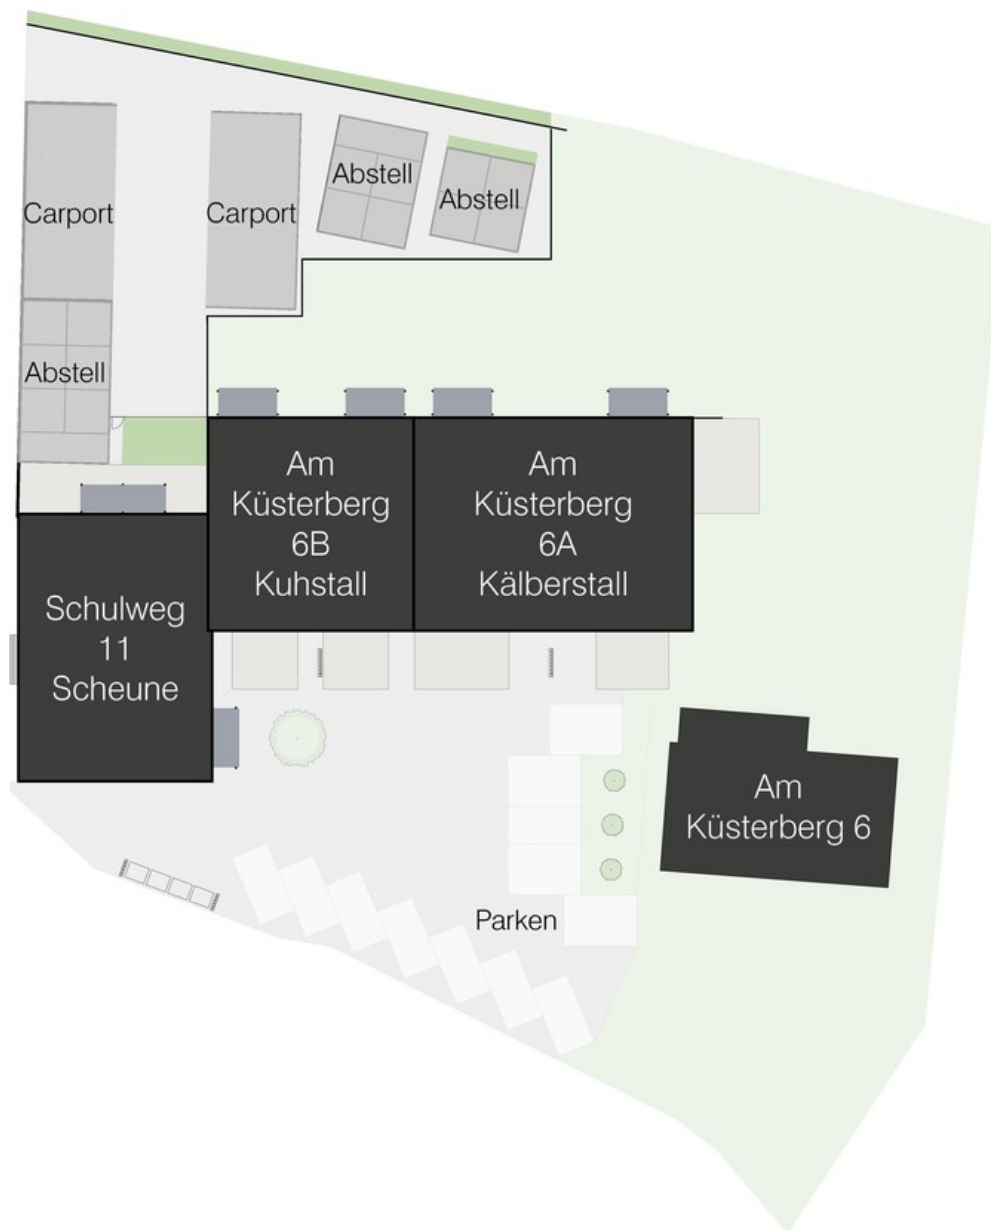 Abstell
Abstell
Carport
Carport
Abstell
Am
Küsterberg
6B
Kuhstall
Am
Küsterberg
6A
Kälberstall
Schulweg
11
Scheune
Am
Küsterberg 6
Parken